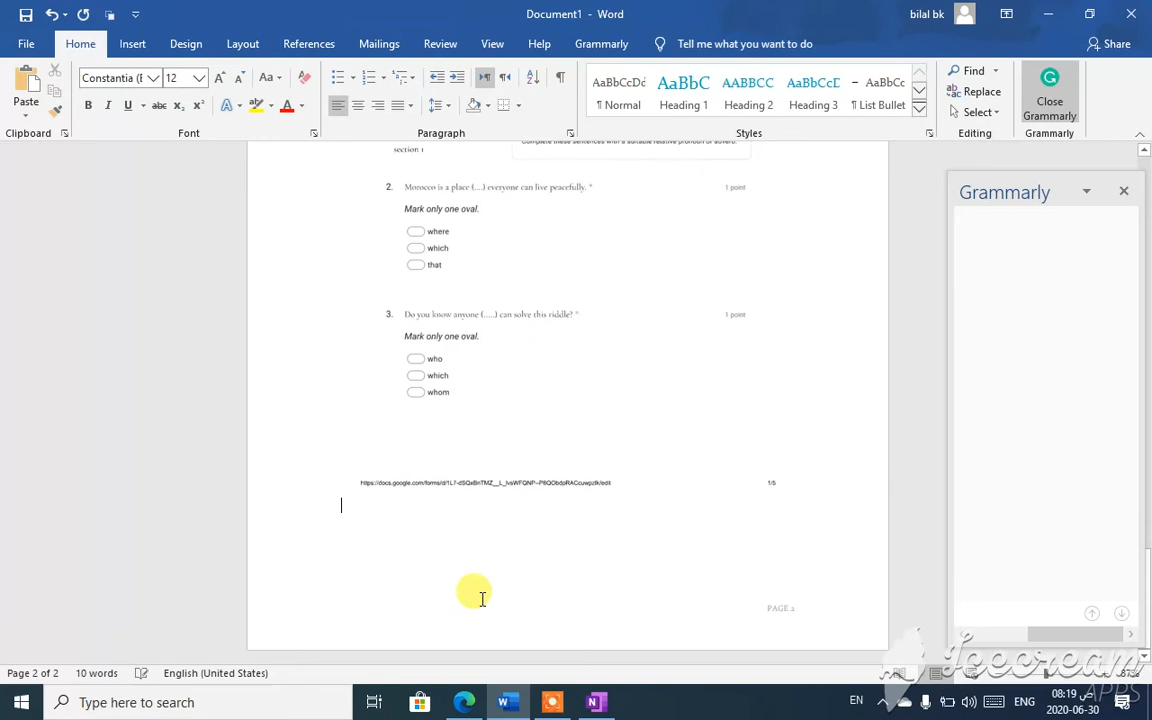 Document1 - Word
bilal bk
File Home Insert Design Layout References Mailings Review View Help Grammarly Tell me what you want to do Share
Paste
Constantia (E 12
Aa
AaBbCcDd AaBbC AABBCC AaBbCcE AaBbCc
¶ Normal Heading 1 Heading 2 Heading 3 ¶ List Bullet
Find
Replace
Select
Close
Grammarly
Clipboard Font Paragraph Styles Editing Grammarly
Complete these sentences with a suitable relative pronoun or adverb.
section 1
2. Morocco is a place (....) everyone can live peacefully. * 1 point
Mark only one oval.
where
which
that
3. Do you know anyone (.....) can solve this riddle? * 1 point
Mark only one oval.
who
which
whom
1/5
PAGE 2
Grammarly
Page 2 of 2 10 words English (United States) 87%
Icecream
APPS
Type here to search
EN ENG 08:19
2020-06-30